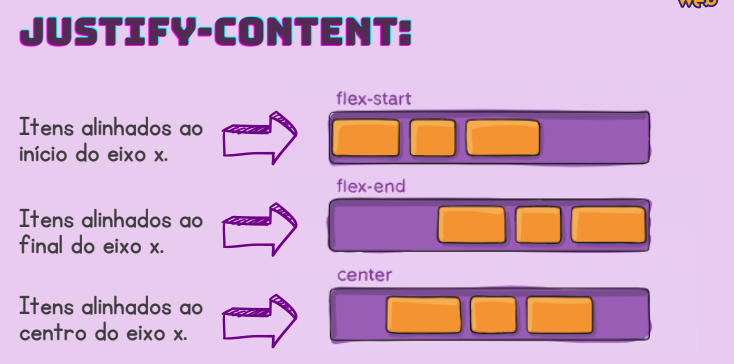 web
JUSTIFY-CONTENT:
flex-start
Itens alinhados ao
início do eixo x.
flex-end
Itens alinhados ao
final do eixo x.
center
Itens alinhados ao
centro do eixo x.